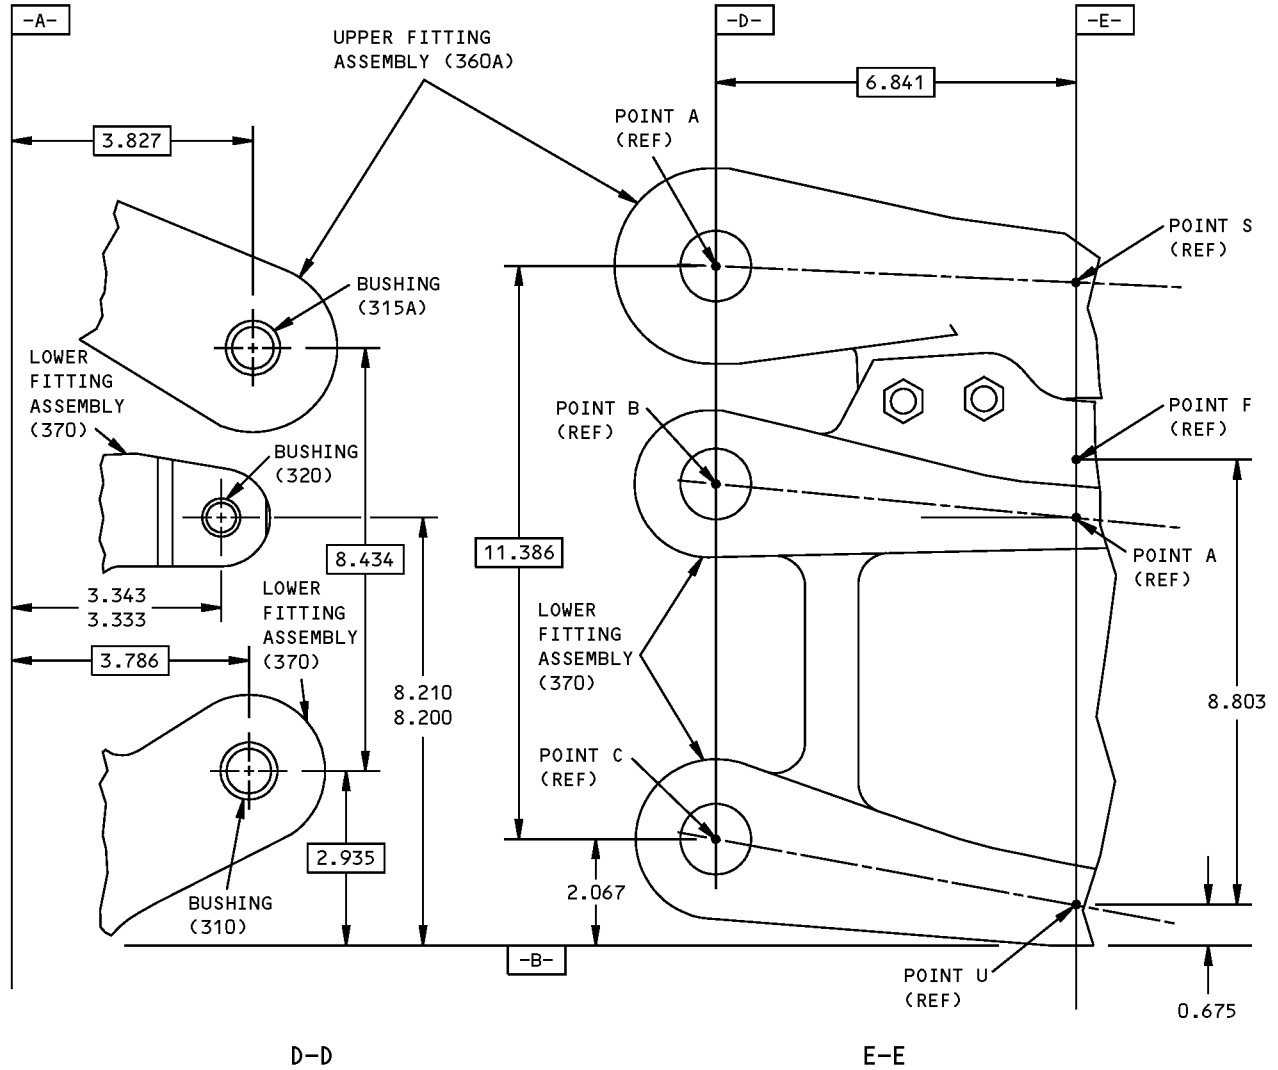 -A-
-D-
-E-
UPPER FITTING
ASSEMBLY (360A)
6.841
POINT A
(REF)
3.827
POINT S
(REF)
BUSHING
(315A)
LOWER
FITTING
ASSEMBLY
(370)
POINT B
(REF)
POINT F
(REF)
BUSHING
(320)
8.434
11.386
POINT A
(REF)
3.343
3.333
LOWER
FITTING
ASSEMBLY
(370)
LOWER
FITTING
ASSEMBLY
(370)
3.786
8.210
8.200
8.803
POINT C
(REF)
2.935
2.067
BUSHING
(310)
-B-
POINT U
(REF)
0.675
D-D
E-E